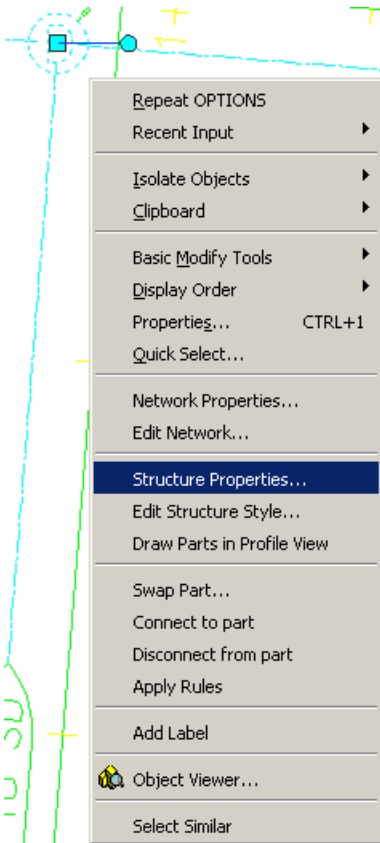 Repeat OPTIONS
Recent Input
Isolate Objects
Clipboard
Basic Modify Tools
Display Order
Properties... CTRL+1
Quick Select...
Network Properties...
Edit Network...
Structure Properties...
Edit Structure Style...
Draw Parts in Profile View
Swap Part...
Connect to part
Disconnect from part
Apply Rules
Add Label
Object Viewer...
Select Similar